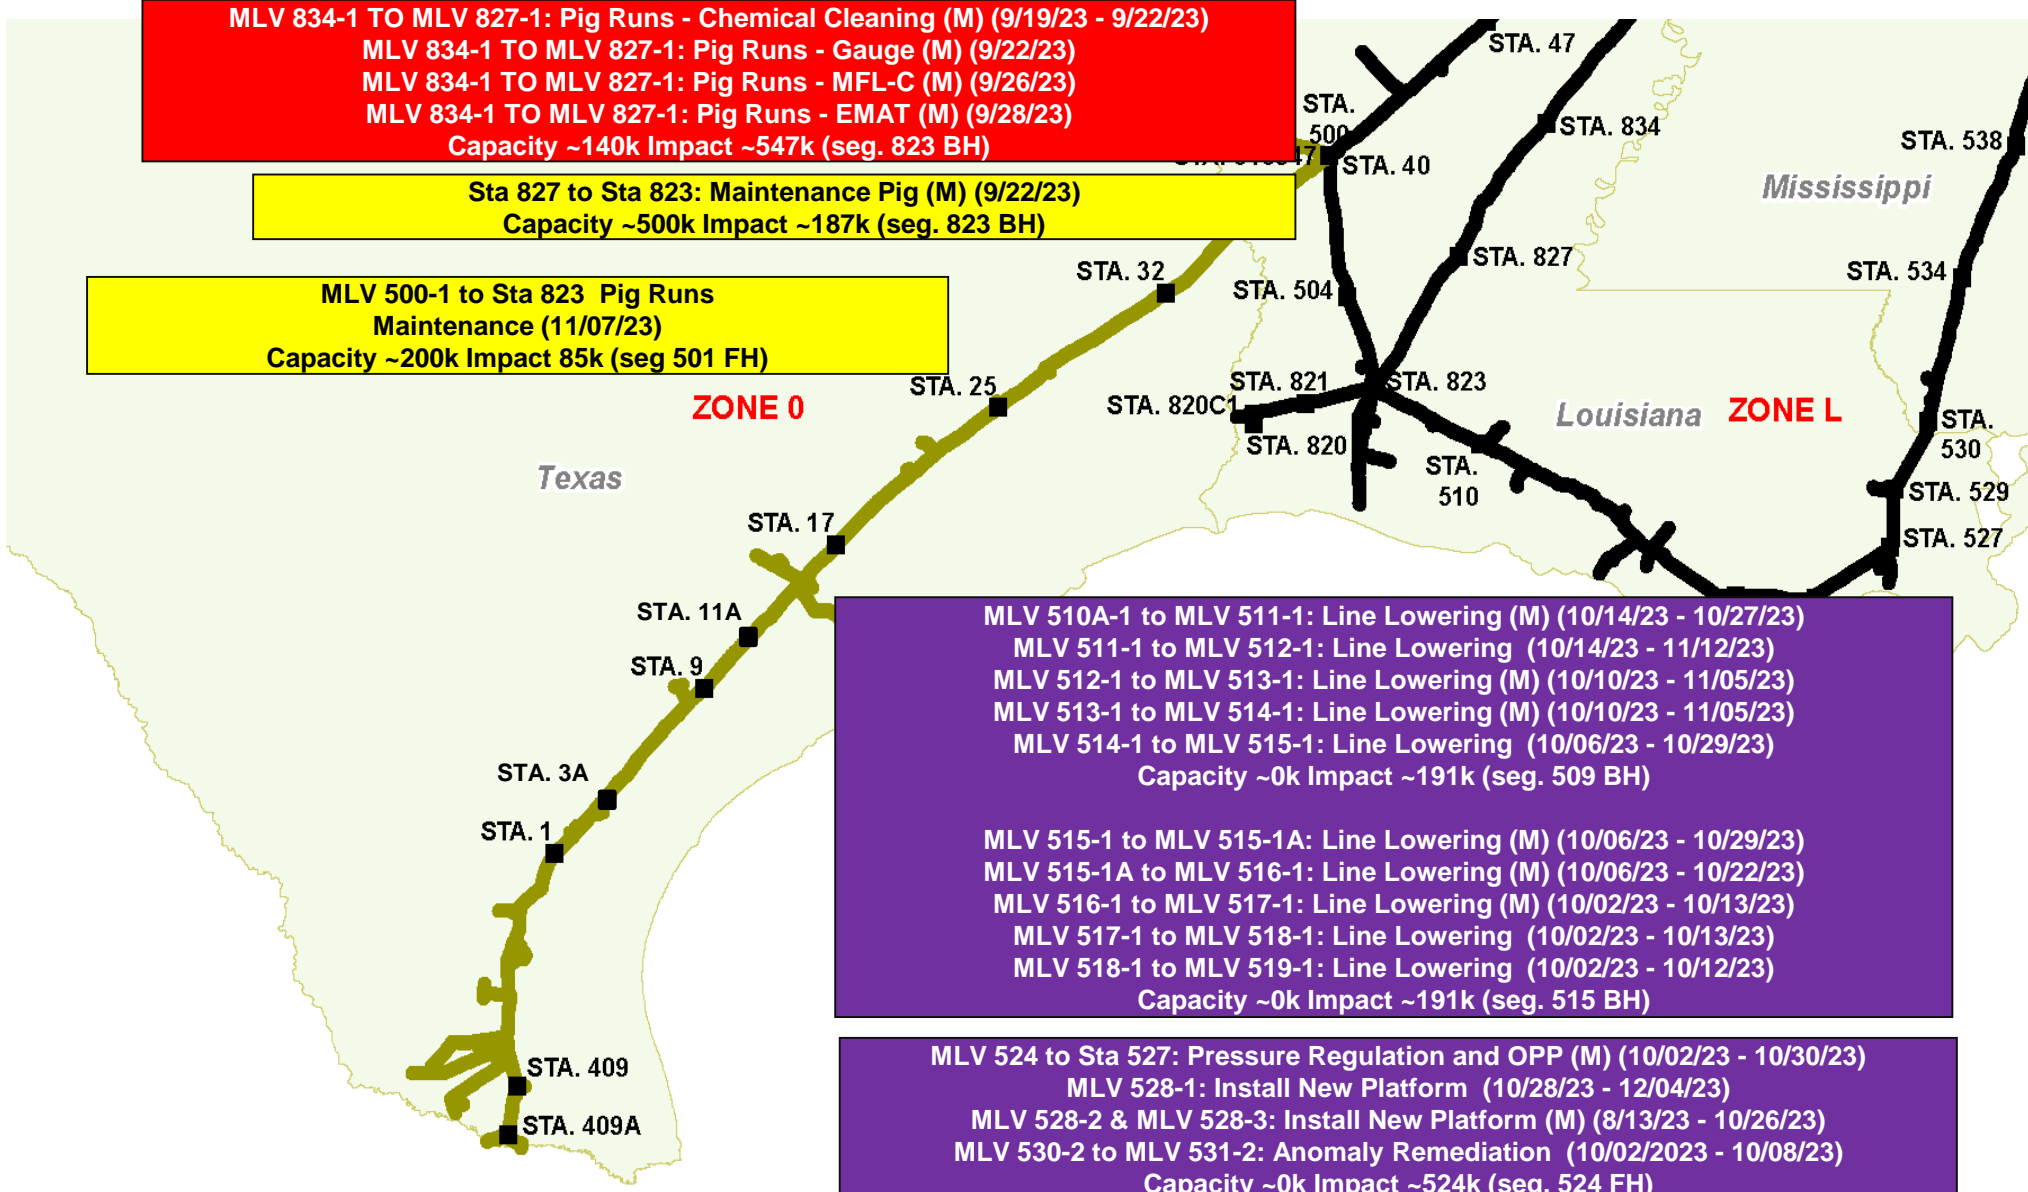 MLV 834-1 TO MLV 827-1: Pig Runs - Chemical Cleaning (M) (9/19/23 - 9/22/23)
MLV 834-1 TO MLV 827-1: Pig Runs - Gauge (M) (9/22/23)
MLV 834-1 TO MLV 827-1: Pig Runs - MFL-C (M) (9/26/23)
MLV 834-1 TO MLV 827-1: Pig Runs - EMAT (M) (9/28/23)
Capacity ~140k Impact ~547k (seg. 823 BH)
STA. 47
STA.
500
STA. 834
STA. 538
STA. 40
Sta 827 to Sta 823: Maintenance Pig (M) (9/22/23)
Capacity ~500k Impact ~187k (seg. 823 BH)
Mississippi
STA. 827
STA. 32
STA. 534
STA. 504
MLV 500-1 to Sta 823 Pig Runs
Maintenance (11/07/23)
Capacity ~200k Impact 85k (seg 501 FH)
STA. 25
STA. 821
STA. 823
STA. 820C1
ZONE 0
Louisiana
ZONE L
STA. 820
STA.
530
STA.
510
Texas
STA. 529
STA. 17
STA. 527
STA. 11A
STA. 9
MLV 510A-1 to MLV 511-1: Line Lowering (M) (10/14/23 - 10/27/23)
MLV 511-1 to MLV 512-1: Line Lowering (10/14/23 - 11/12/23)
MLV 512-1 to MLV 513-1: Line Lowering (M) (10/10/23 - 11/05/23)
MLV 513-1 to MLV 514-1: Line Lowering (M) (10/10/23 - 11/05/23)
MLV 514-1 to MLV 515-1: Line Lowering (10/06/23 - 10/29/23)
Capacity ~0k Impact ~191k (seg. 509 BH)
STA. 3A
STA. 1
MLV 515-1 to MLV 515-1A: Line Lowering (M) (10/06/23 - 10/29/23)
MLV 515-1A to MLV 516-1: Line Lowering (M) (10/06/23 - 10/22/23)
MLV 516-1 to MLV 517-1: Line Lowering (M) (10/02/23 - 10/13/23)
MLV 517-1 to MLV 518-1: Line Lowering (10/02/23 - 10/13/23)
MLV 518-1 to MLV 519-1: Line Lowering (10/02/23 - 10/12/23)
Capacity ~0k Impact ~191k (seg. 515 BH)
STA. 409
STA. 409A
MLV 524 to Sta 527: Pressure Regulation and OPP (M) (10/02/23 - 10/30/23)
MLV 528-1: Install New Platform (10/28/23 - 12/04/23)
MLV 528-2 & MLV 528-3: Install New Platform (M) (8/13/23 - 10/26/23)
MLV 530-2 to MLV 531-2: Anomaly Remediation (10/02/2023 - 10/08/23)
Capacity ~0k Impact ~524k (seg. 524 FH)